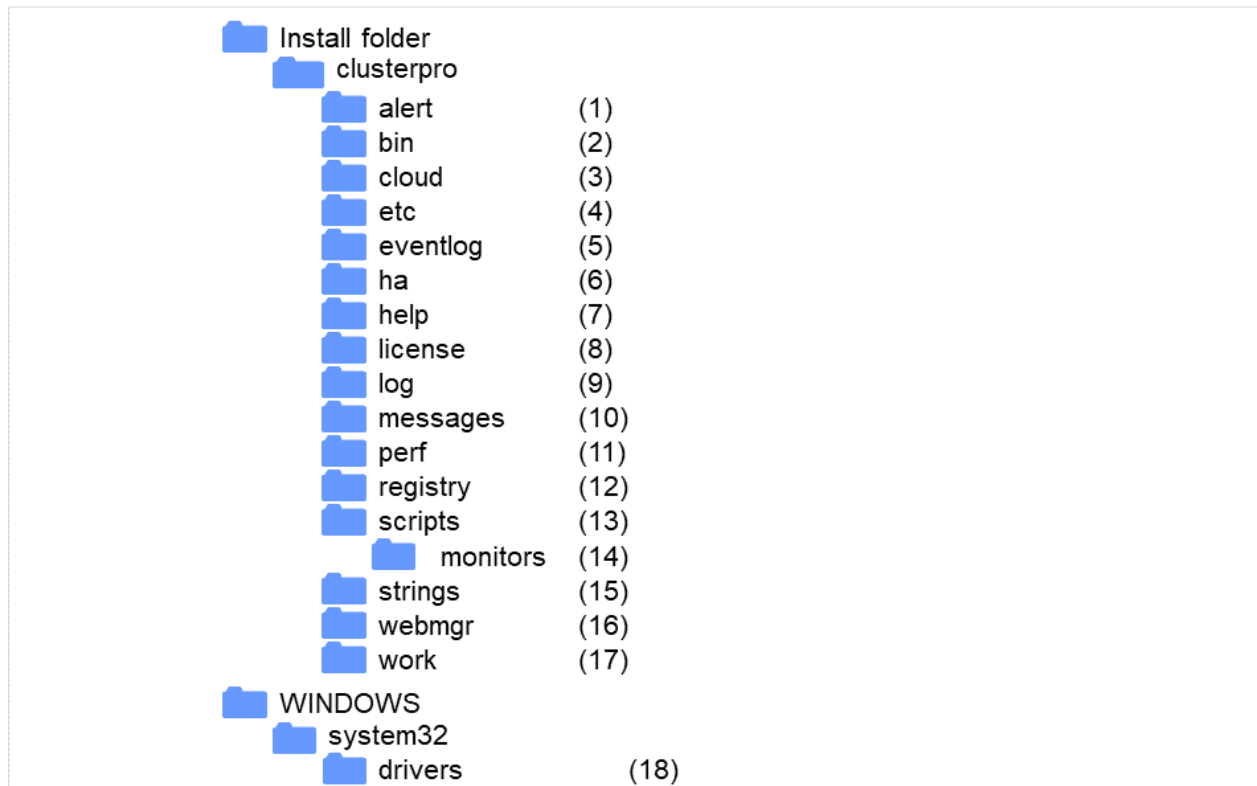 Install folder
clusterpro
alert (1)
bin (2)
cloud (3)
etc (4)
eventlog (5)
ha (6)
help (7)
license (8)
log (9)
messages (10)
perf (11)
registry (12)
scripts (13)
monitors (14)
strings (15)
webmgr (16)
work (17)
WINDOWS
system32
drivers (18)